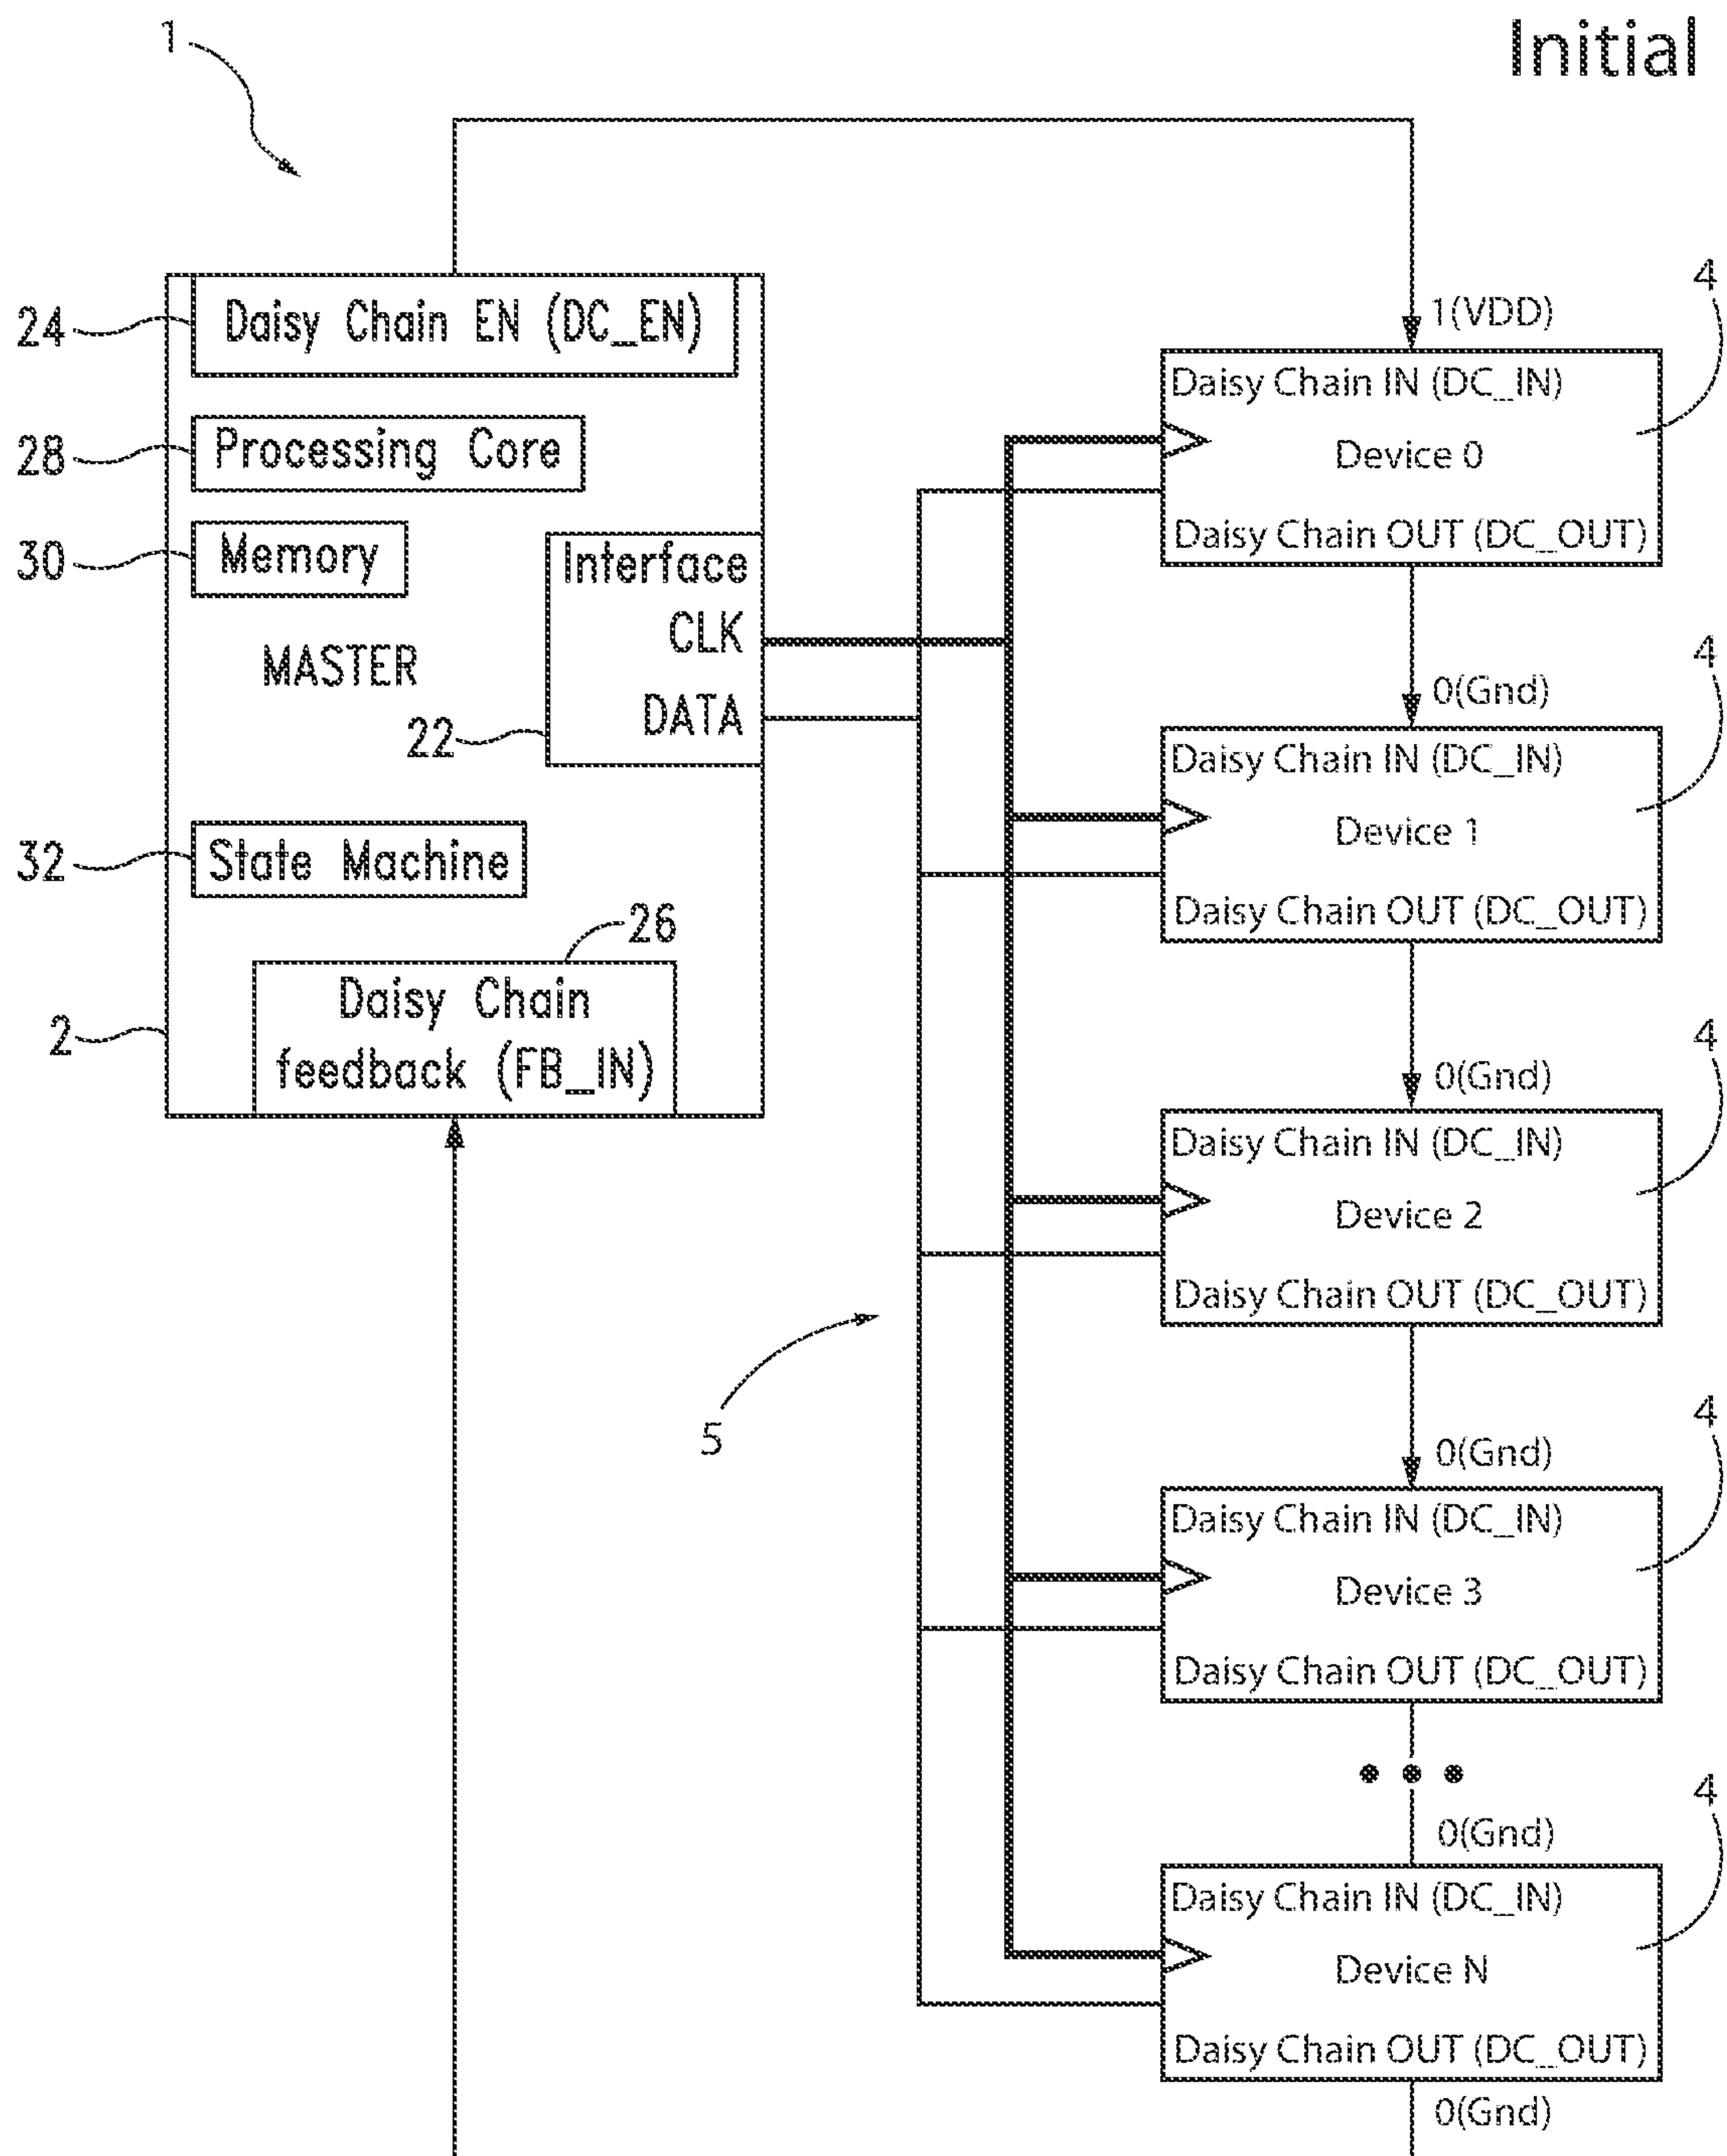 1
Initial
24
Daisy Chain EN (DC_EN)
28
Processing Core
30
Memory
MASTER
Interface
CLK
DATA
22
32
State Machine
26
2
Daisy Chain
feedback (FB_IN)
5
1(VDD)
4
Daisy Chain IN (DC_IN)
Device 0
Daisy Chain OUT (DC_OUT)
0(Gnd)
4
Daisy Chain IN (DC_IN)
Device 1
Daisy Chain OUT (DC_OUT)
0(Gnd)
4
Daisy Chain IN (DC_IN)
Device 2
Daisy Chain OUT (DC_OUT)
0(Gnd)
4
Daisy Chain IN (DC_IN)
Device 3
Daisy Chain OUT (DC_OUT)
0(Gnd)
4
Daisy Chain IN (DC_IN)
Device N
Daisy Chain OUT (DC_OUT)
0(Gnd)